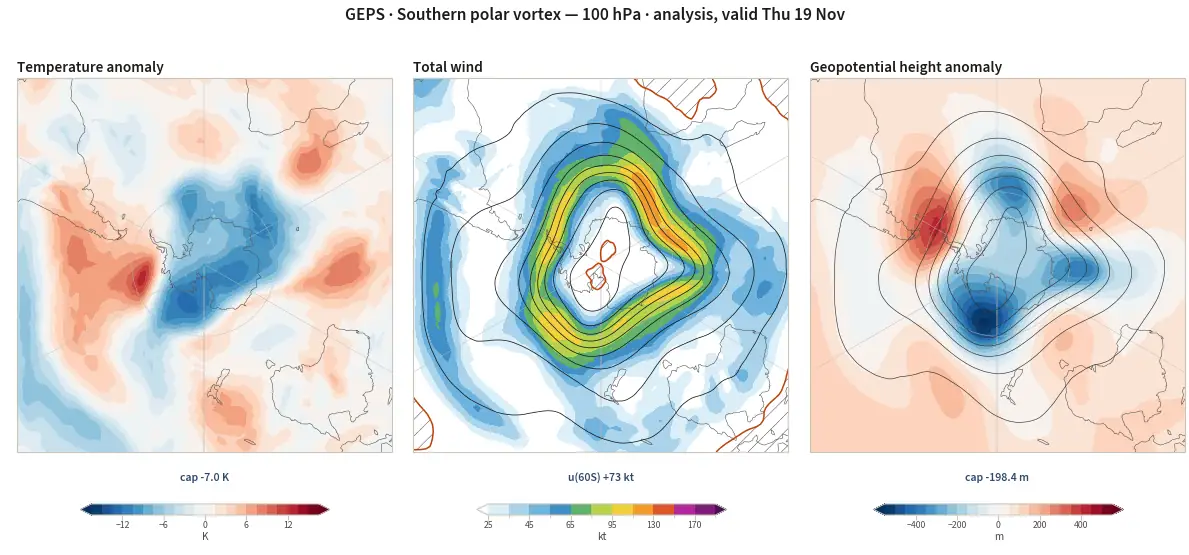 GEPS · Southern polar vortex — 100 hPa · analysis, valid Thu 19 Nov
Temperature anomaly
Total wind
Geopotential height anomaly
cap -7.0 K
u(60S) +73 kt
cap -198.4 m
−12 −6 0 6 12
K
25 45 65 95 130 170
kt
−400 −200 0 200 400
m